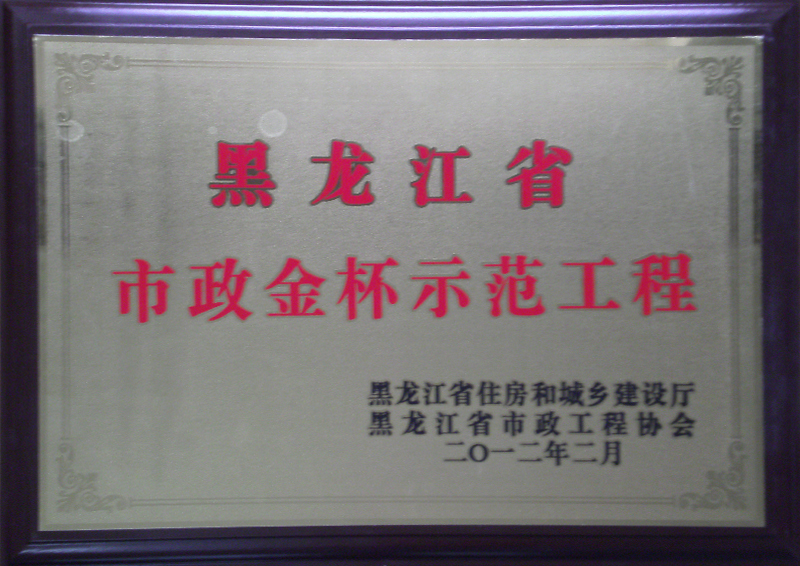 黑龙江省
市政金杯示范工程
黑龙江省住房和城乡建设厅
黑龙江省市政工程协会
二〇一二年二月